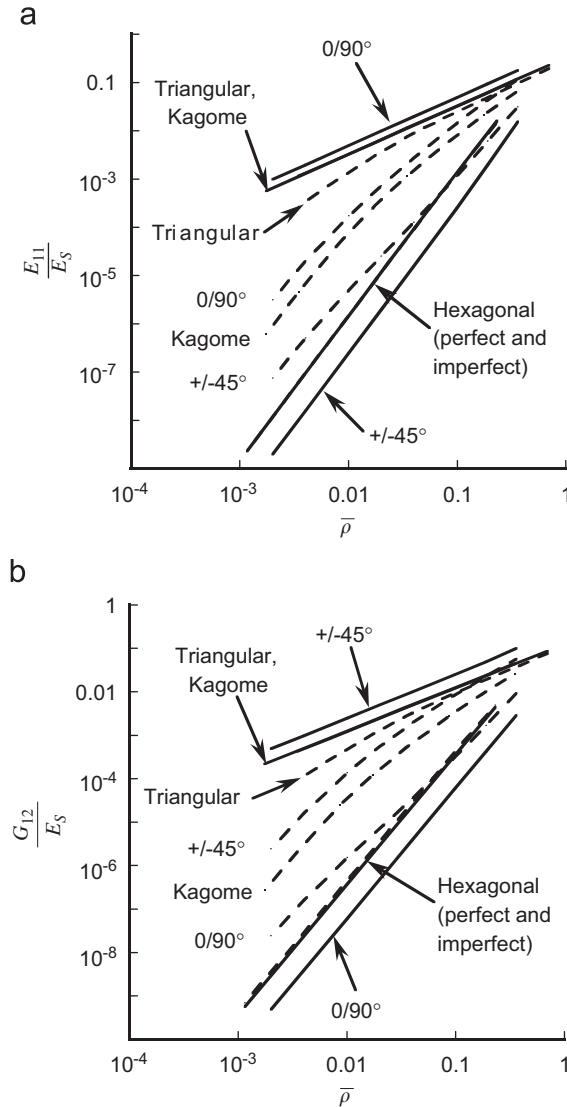 a
0/90°
0.1
Triangular,
Kagome
10⁻³
Triangular
E₁₁
E_S
10⁻⁵
0/90°
Kagome
Hexagonal
(perfect and
imperfect)
10⁻⁷
+/-45°
+/-45°
10⁻⁴
10⁻³
0.01
0.1
1
ρ̅
b
1
+/-45°
Triangular,
Kagome
0.01
10⁻⁴
Triangular
G₁₂
E_S
+/-45°
10⁻⁶
Kagome
Hexagonal
(perfect and
imperfect)
0/90°
10⁻⁸
0/90°
10⁻⁴
10⁻³
0.01
0.1
1
ρ̅